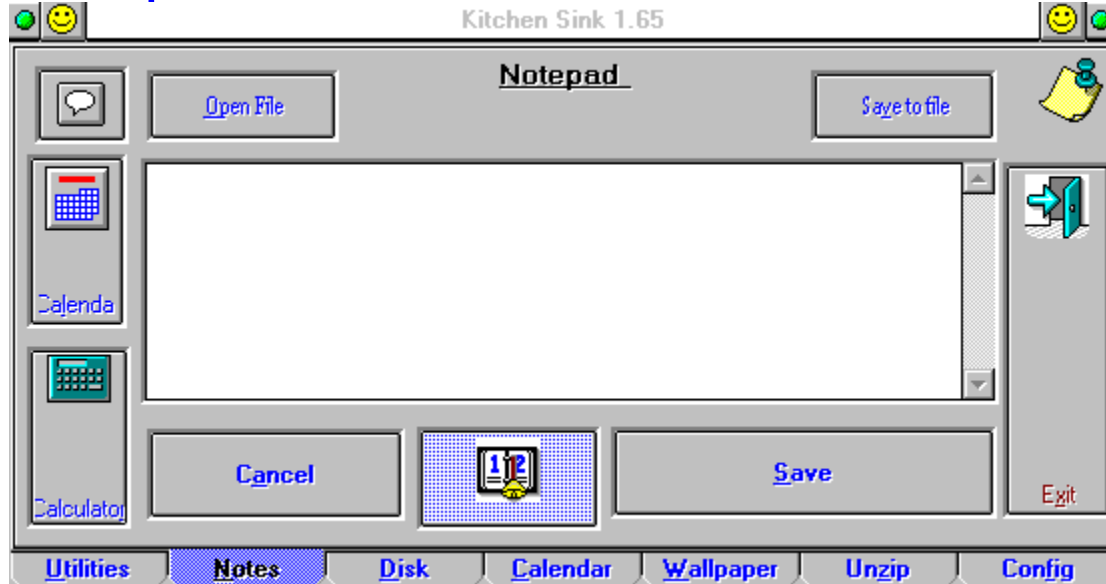 Kitchen Sink 1.65
Notepad
Open File
Save to file
Calenda
Calculator
Cancel
12
Save
Exit
Utilities
Notes
Disk
Calendar
Wallpaper
Unzip
Config